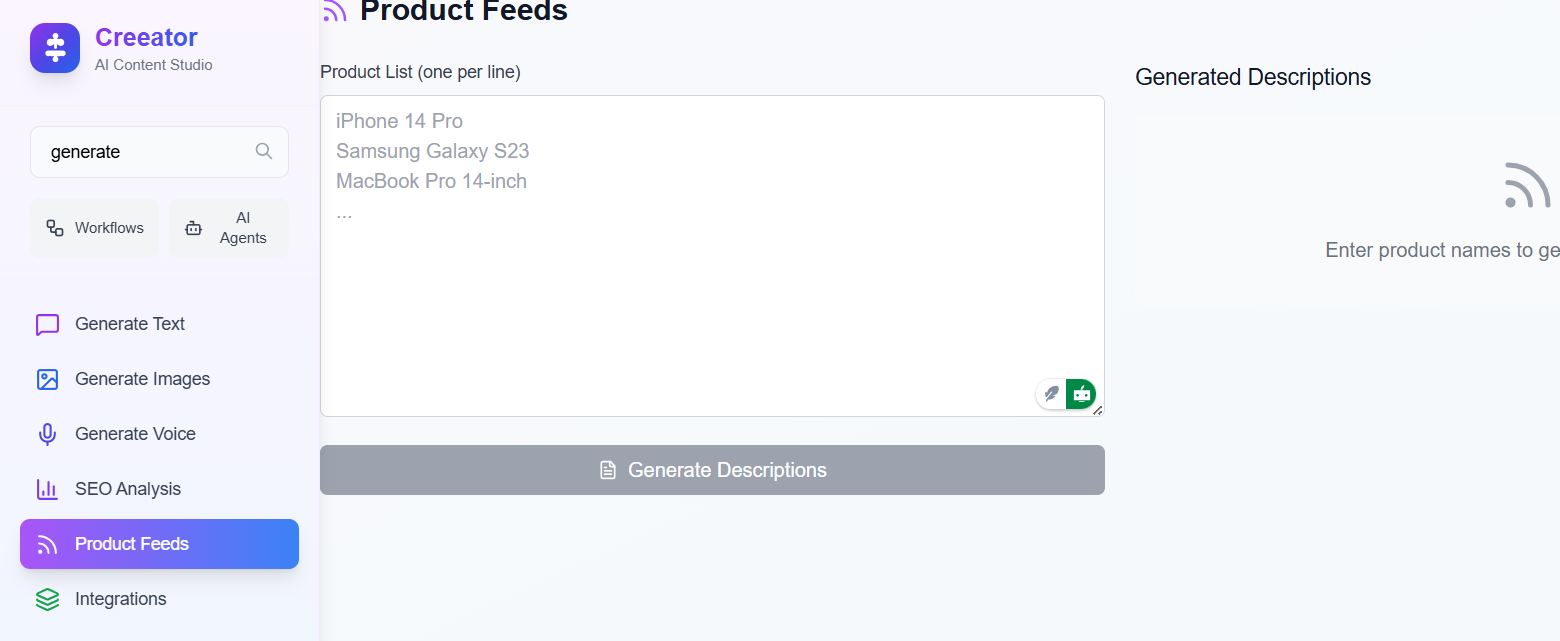 Creeator
AI Content Studio
generate
Workflows
AI
Agents
Generate Text
Generate Images
Generate Voice
SEO Analysis
Product Feeds
Integrations
Product Feeds
Product List (one per line)
iPhone 14 Pro
Samsung Galaxy S23
MacBook Pro 14-inch
...
Generate Descriptions
Generated Descriptions
Enter product names to ge